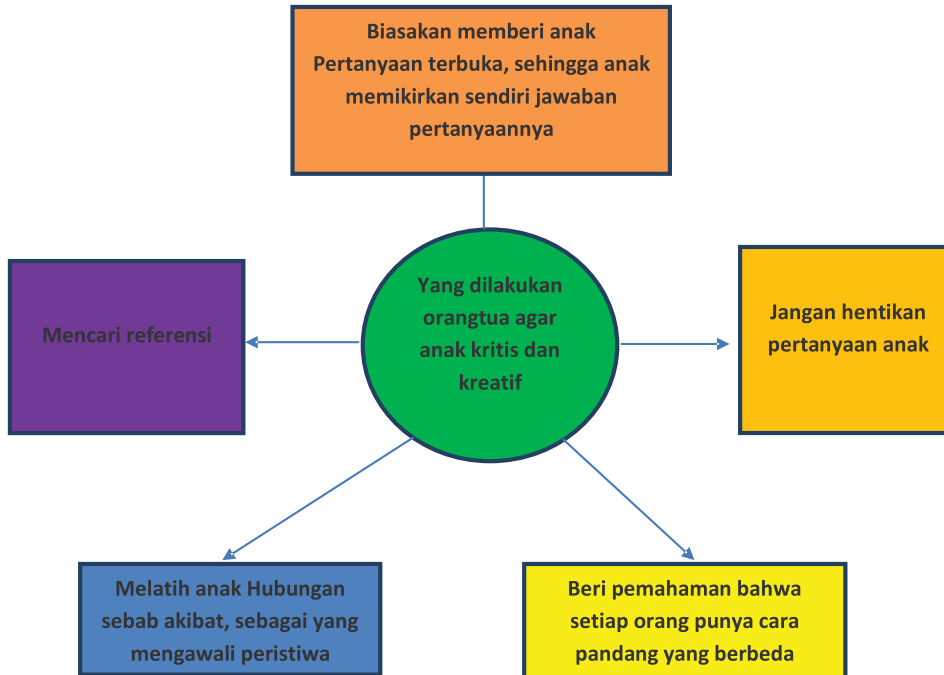 Biasakan memberi anak
Pertanyaan terbuka, sehingga anak
memikirkan sendiri jawaban
pertanyaannya
Yang dilakukan
orangtua agar
anak kritis dan
kreatif
Mencari referensi
Jangan hentikan
pertanyaan anak
Melatih anak Hubungan
sebab akibat, sebagai yang
mengawali peristiwa
Beri pemahaman bahwa
setiap orang punya cara
pandang yang berbeda